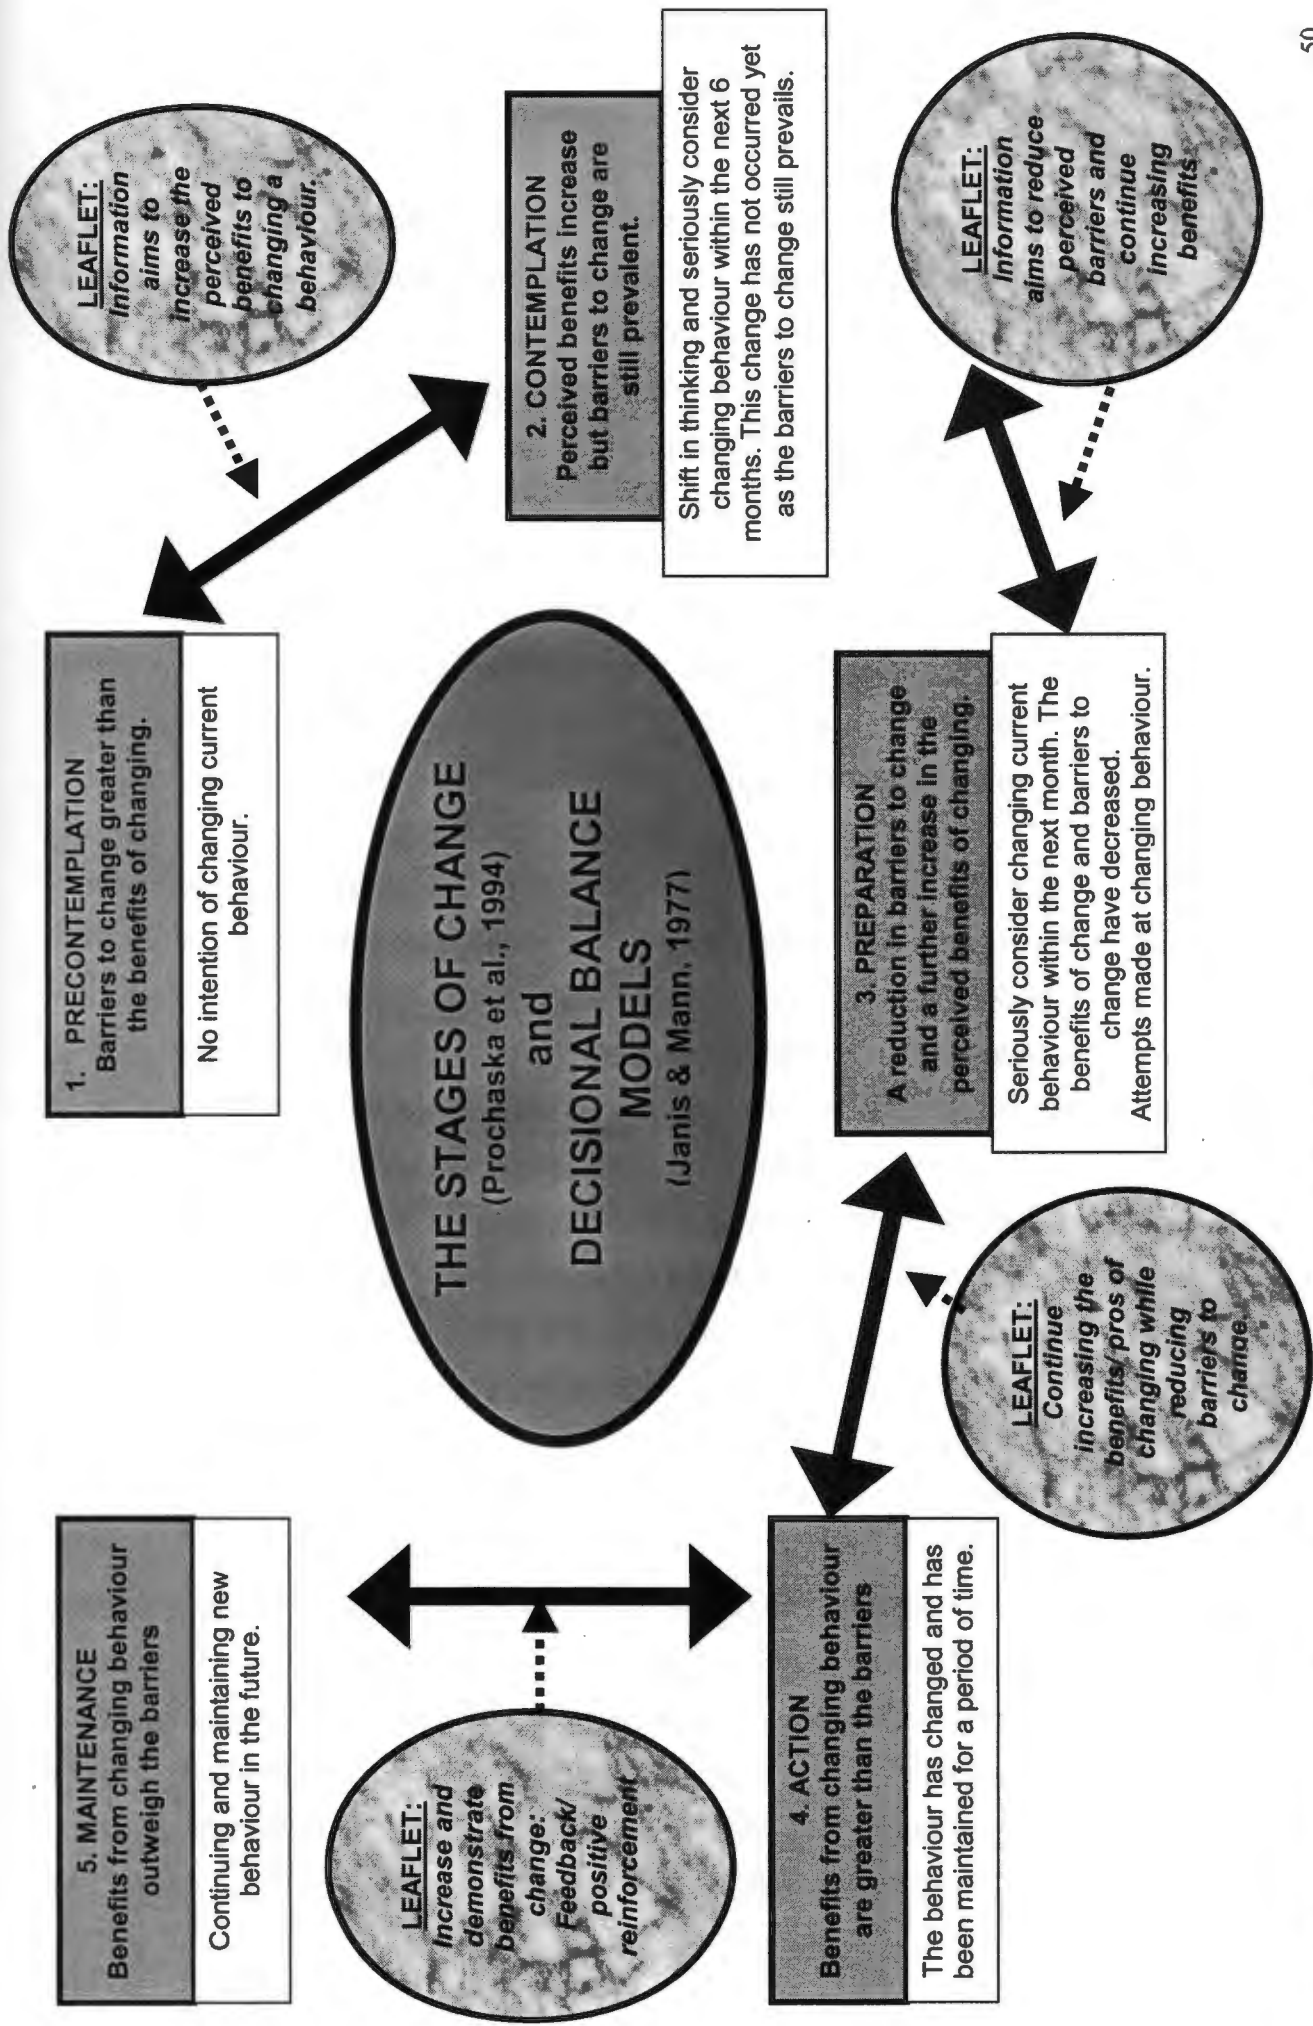 THE STAGES OF CHANGE
(Prochaska et al., 1994)
and
DECISIONAL BALANCE
MODELS
(Janis & Mann. 1977)
1. PRECONTEMPLATION
Barriers to change greater than
the benefits of changing.
No intention of changing current
behaviour.
LEAFLET:
Information
aims to
increase the
perceived
benefits to
changing a
behaviour.
2. CONTEMPLATION
Perceived benefits increase
but barriers to change are
still prevalent.
Shift in thinking and seriously consider
changing behaviour within the next 6
months. This change has not occurred yet
as the barriers to change still prevails.
LEAFLET:
Information
aims to reduce
perceived
barriers and
continue
increasing
benefits
3. PREPARATION
A reduction in barriers to change
and a further increase in the
perceived benefits of changing.
Seriously consider changing current
behaviour within the next month. The
benefits of change and barriers to
change have decreased.
Attempts made at changing behaviour.
LEAFLET:
Continue
increasing the
benefits/ pros of
changing while
reducing
barriers to
change
4. ACTION
Benefits from changing behaviour
are greater than the barriers
The behaviour has changed and has
been maintained for a period of time.
LEAFLET:
Increase and
demonstrate
benefits from
change:
Feedback/
positive
reinforcement
5. MAINTENANCE
Benefits from changing behaviour
outweigh the barriers
Continuing and maintaining new
behaviour in the future.
50